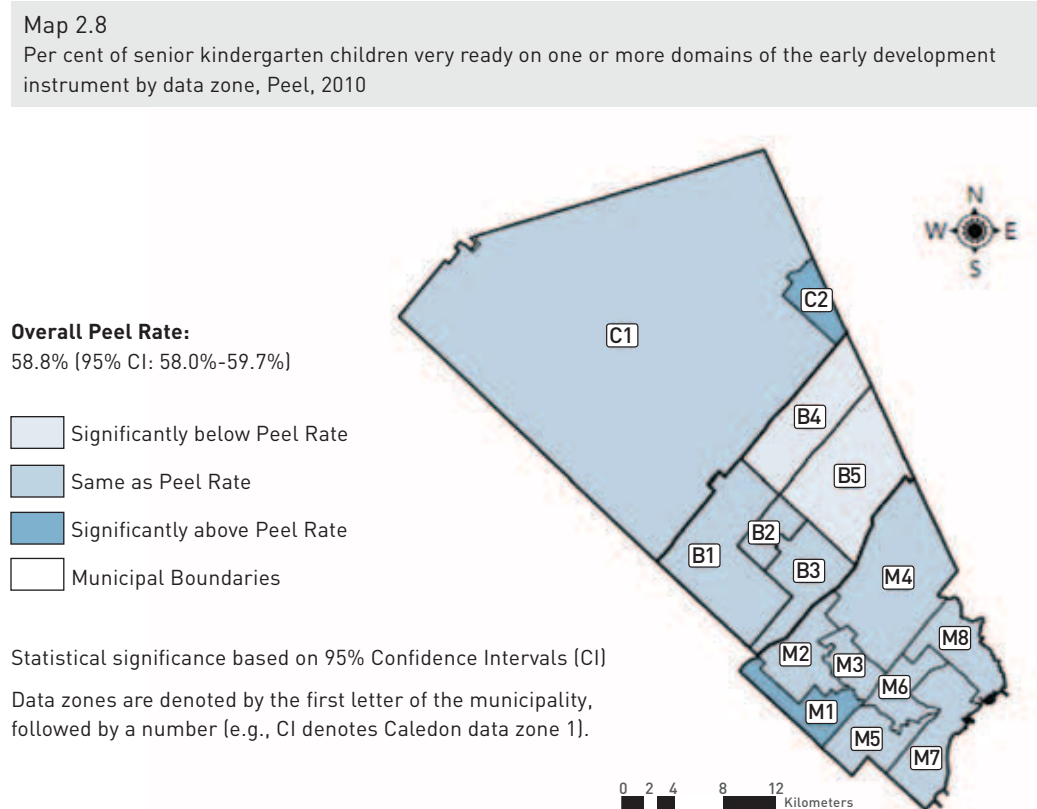 Map 2.8
Per cent of senior kindergarten children very ready on one or more domains of the early development
instrument by data zone, Peel, 2010
N
W E
S
C2
C1
Overall Peel Rate:
58.8% (95% CI: 58.0%-59.7%)
B4
Significantly below Peel Rate
B5
Same as Peel Rate
Significantly above Peel Rate
B2
B1
B3
Municipal Boundaries
M4
M8
Statistical significance based on 95% Confidence Intervals (CI)
M2
M3
M6
Data zones are denoted by the first letter of the municipality,
followed by a number (e.g., CI denotes Caledon data zone 1).
M1
M5
M7
0 2 4 8 12
Kilometers